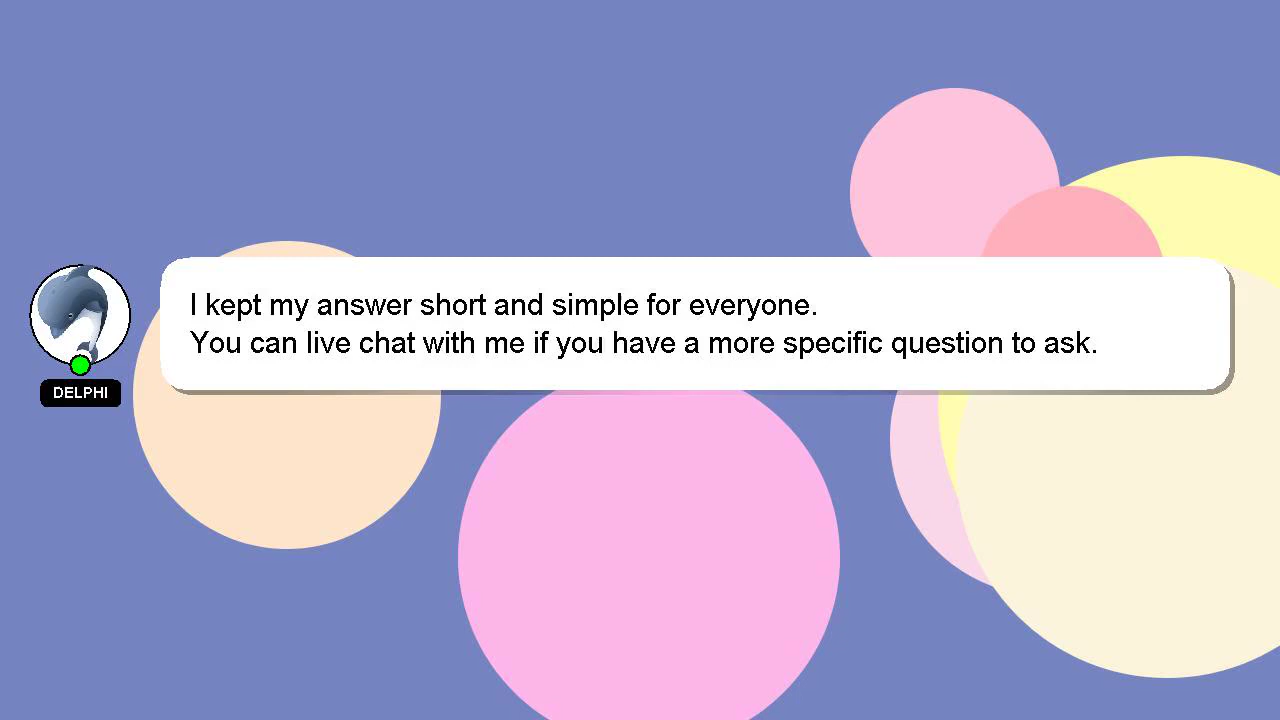 I kept my answer short and simple for everyone.
You can live chat with me if you have a more specific question to ask.
DELPHI